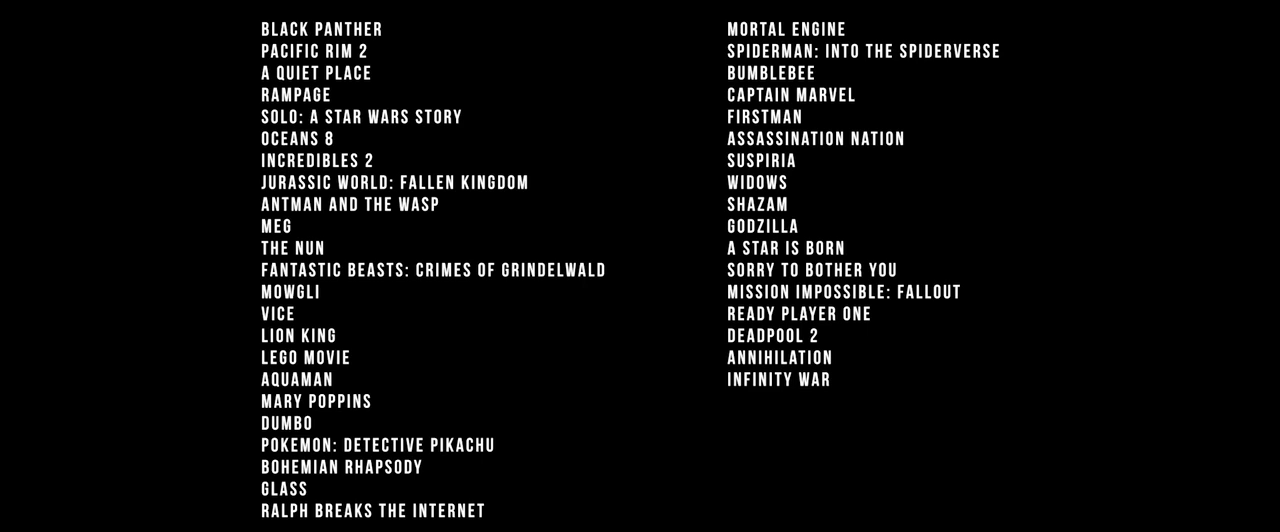 BLACK PANTHER
PACIFIC RIM 2
A QUIET PLACE
RAMPAGE
SOLO: A STAR WARS STORY
OCEANS 8
INCREDIBLES 2
JURASSIC WORLD: FALLEN KINGDOM
ANTMAN AND THE WASP
MEG
THE NUN
FANTASTIC BEASTS: CRIMES OF GRINDELWALD
MOWGLI
VICE
LION KING
LEGO MOVIE
AQUAMAN
MARY POPPINS
DUMBO
POKEMON: DETECTIVE PIKACHU
BOHEMIAN RHAPSODY
GLASS
RALPH BREAKS THE INTERNET
MORTAL ENGINE
SPIDERMAN: INTO THE SPIDERVERSE
BUMBLEBEE
CAPTAIN MARVEL
FIRSTMAN
ASSASSINATION NATION
SUSPIRIA
WIDOWS
SHAZAM
GODZILLA
A STAR IS BORN
SORRY TO BOTHER YOU
MISSION IMPOSSIBLE: FALLOUT
READY PLAYER ONE
DEADPOOL 2
ANNIHILATION
INFINITY WAR